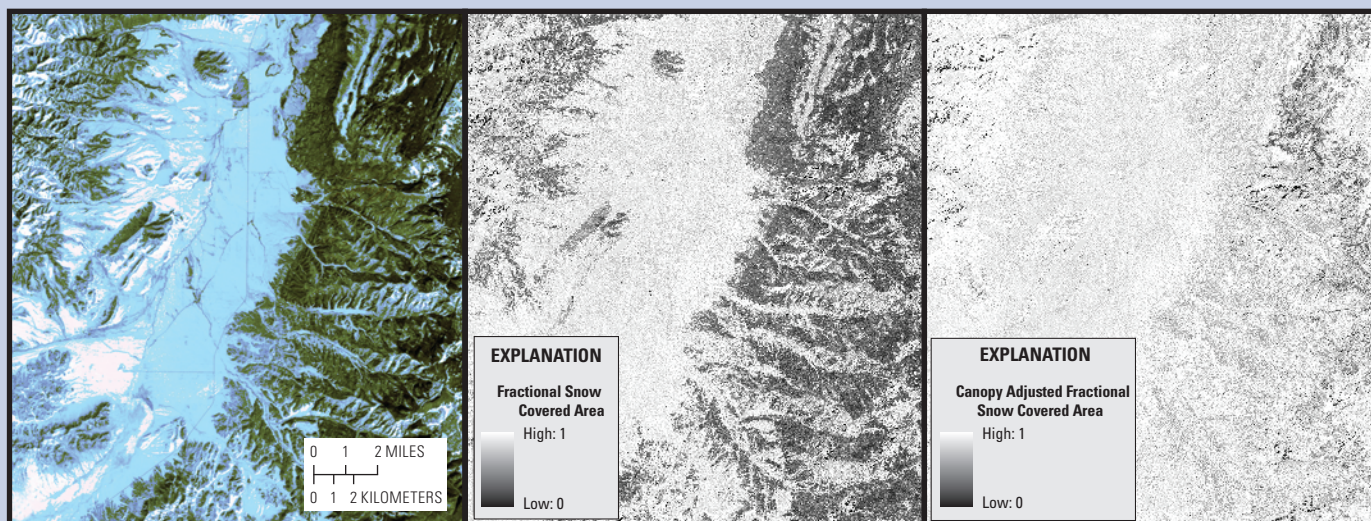 0 1 2 MILES
0 1 2 KILOMETERS
EXPLANATION
Fractional Snow
Covered Area
High: 1
Low: 0
EXPLANATION
Canopy Adjusted Fractional
Snow Covered Area
High: 1
Low: 0